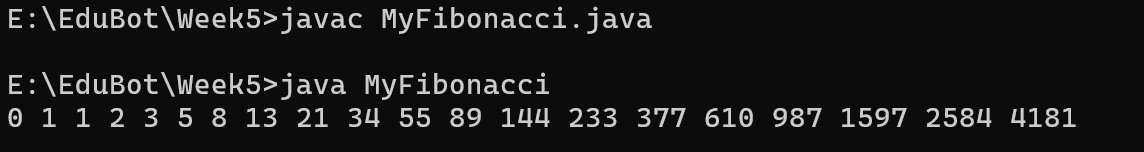 E:\EduBot\Week5>javac MyFibonacci.java
E:\EduBot\Week5>java MyFibonacci
0 1 1 2 3 5 8 13 21 34 55 89 144 233 377 610 987 1597 2584 4181